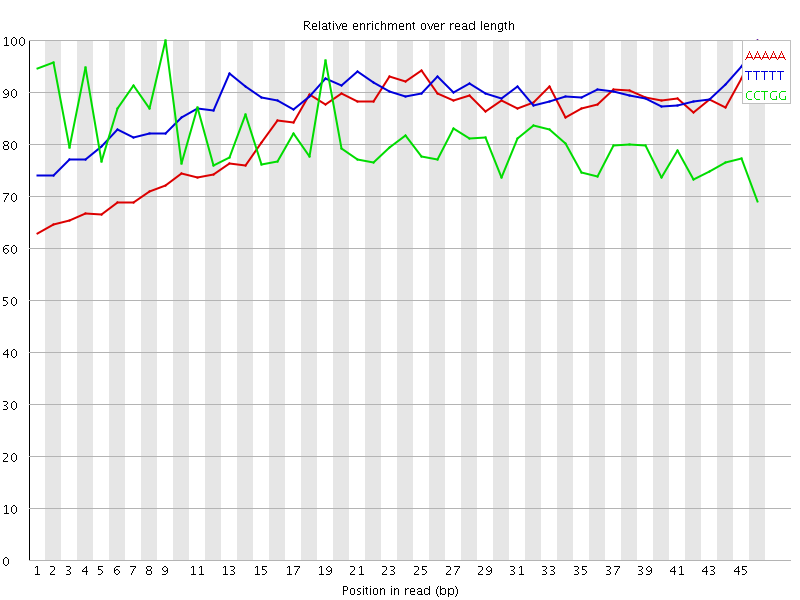 Relative enrichment over read length
100
90
80
70
60
50
40
30
20
10
0
AAAAA
TTTTT
CCTGG
1 2 3 4 5 6 7 8 9 11 13 15 17 19 21 23 25 27 29 31 33 35 37 39 41 43 45
Position in read (bp)